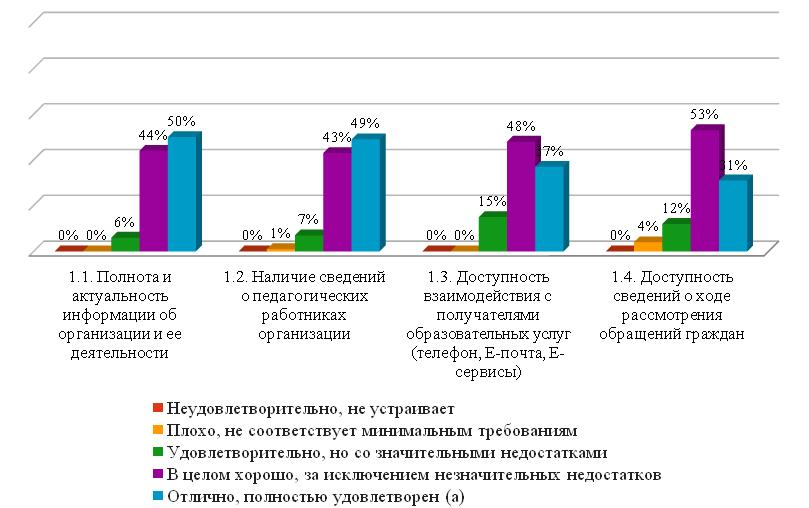 0% 0% 6% 44% 50%
0% 1% 7% 43% 49%
0% 0% 15% 48% 37%
0% 4% 12% 53% 31%
1.1. Полнота и
актуальность
информации об
организации и ее
деятельности
1.2. Наличие сведений
о педагогических
работниках
организации
1.3. Доступность
взаимодействия с
получателями
образовательных услуг
(телефон, Е-почта, Е-
сервисы)
1.4. Доступность
сведений о ходе
рассмотрения
обращений граждан
Неудовлетворительно, не устраивает
Плохо, не соответствует минимальным требованиям
Удовлетворительно, но со значительными недостатками
В целом хорошо, за исключением незначительных недостатков
Отлично, полностью удовлетворен (а)